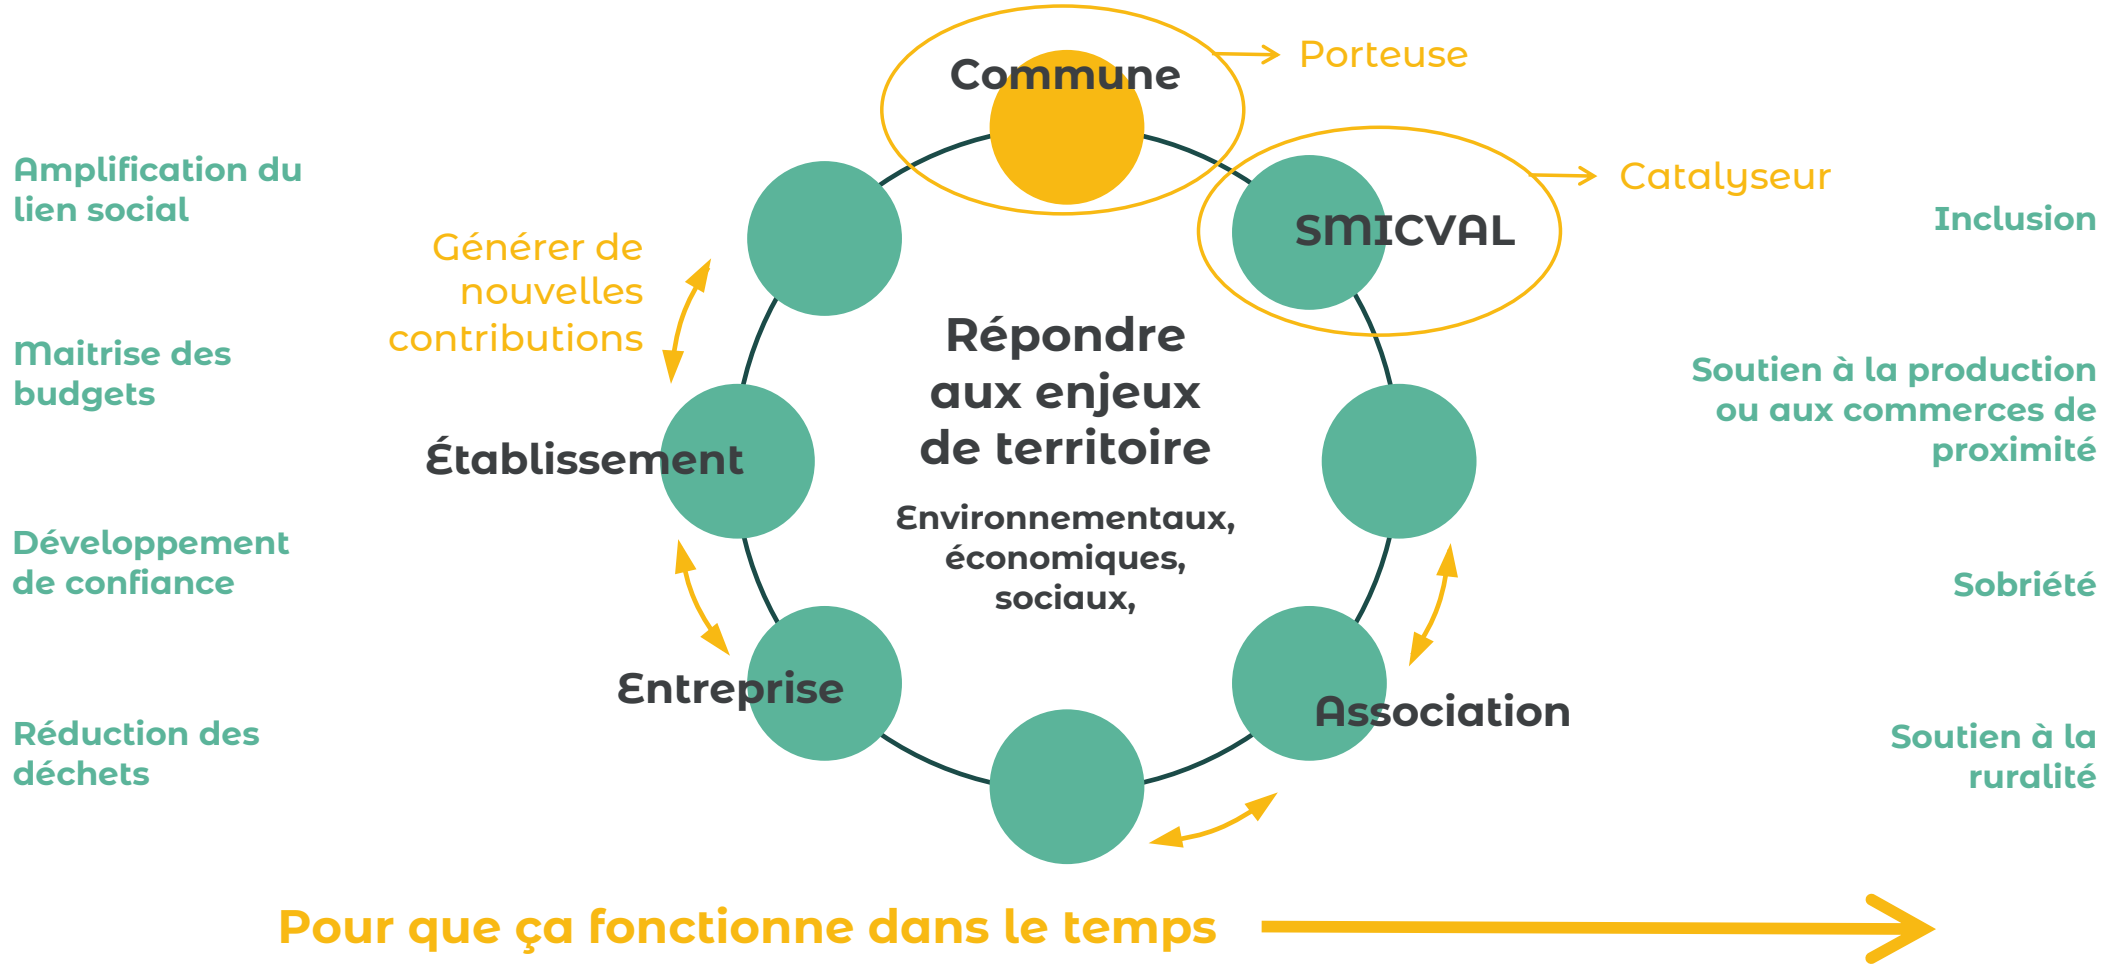 Commune
Porteuse
SMICVAL
Catalyseur
Amplification du
lien social
Maitrise des
budgets
Développement
de confiance
Réduction des
déchets
Générer de
nouvelles
contributions
Établissement
Entreprise
Répondre
aux enjeux
de territoire
Environnementaux,
économiques,
sociaux,
Association
Inclusion
Soutien à la production
ou aux commerces de
proximité
Sobriété
Soutien à la
ruralité
Pour que ça fonctionne dans le temps